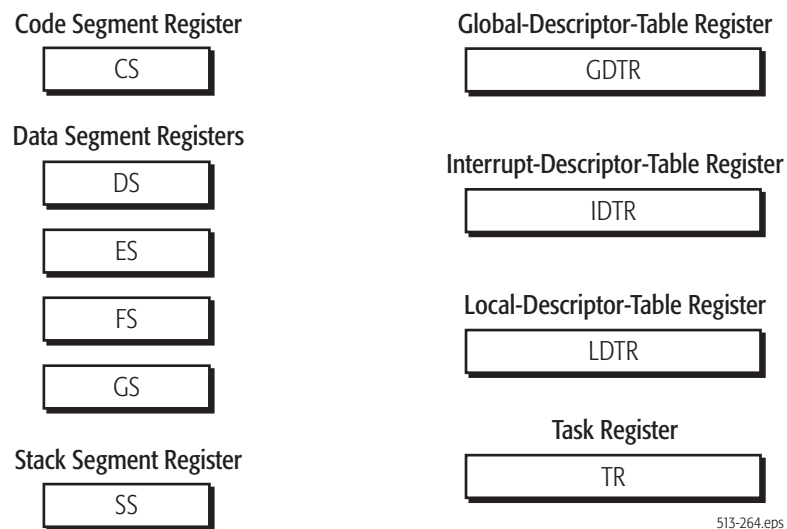 Code Segment Register
CS
Data Segment Registers
DS
ES
FS
GS
Stack Segment Register
SS
Global-Descriptor-Table Register
GDTR
Interrupt-Descriptor-Table Register
IDTR
Local-Descriptor-Table Register
LDTR
Task Register
TR
513-264.eps